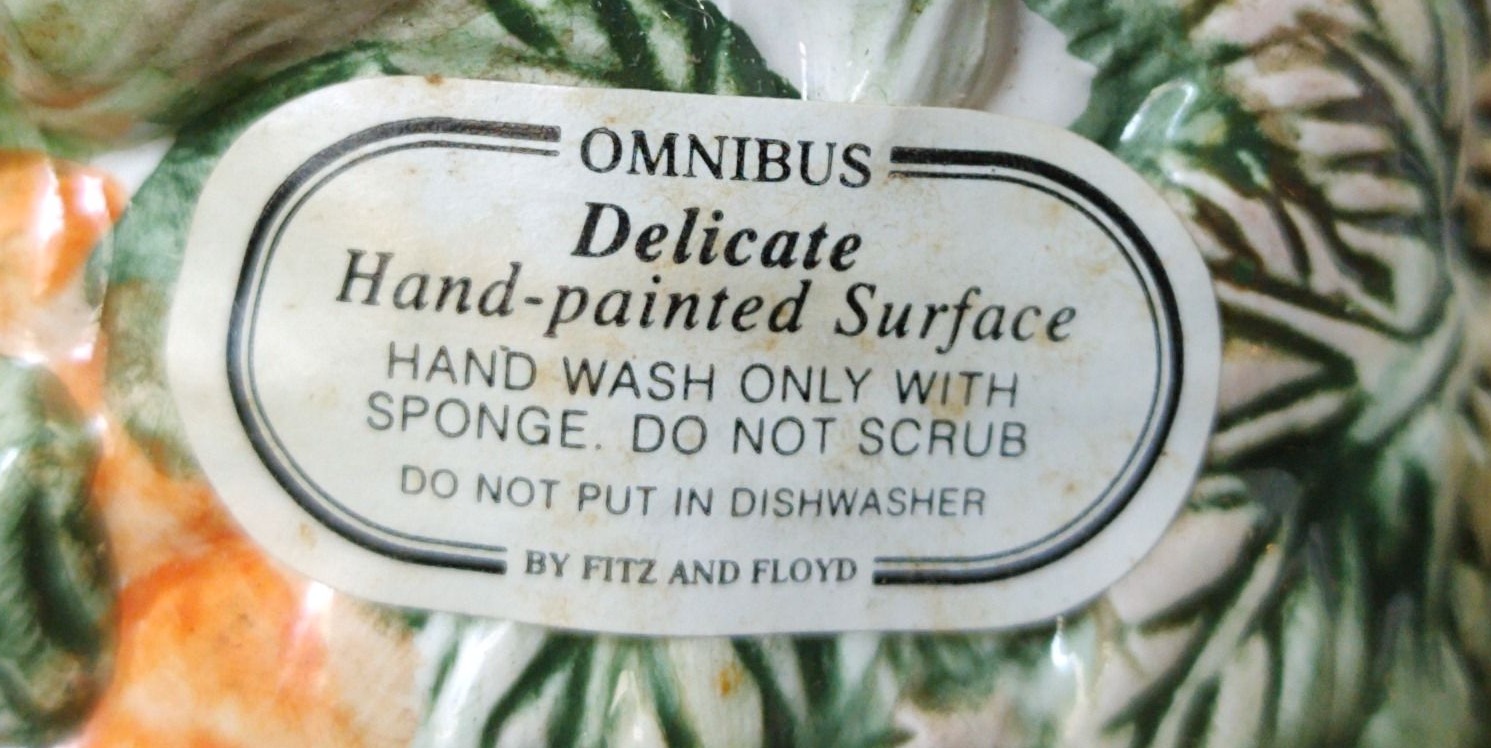 OMNIBUS
Delicate
Hand-painted Surface
HAND WASH ONLY WITH
SPONGE. DO NOT SCRUB
DO NOT PUT IN DISHWASHER
BY FITZ AND FLOYD